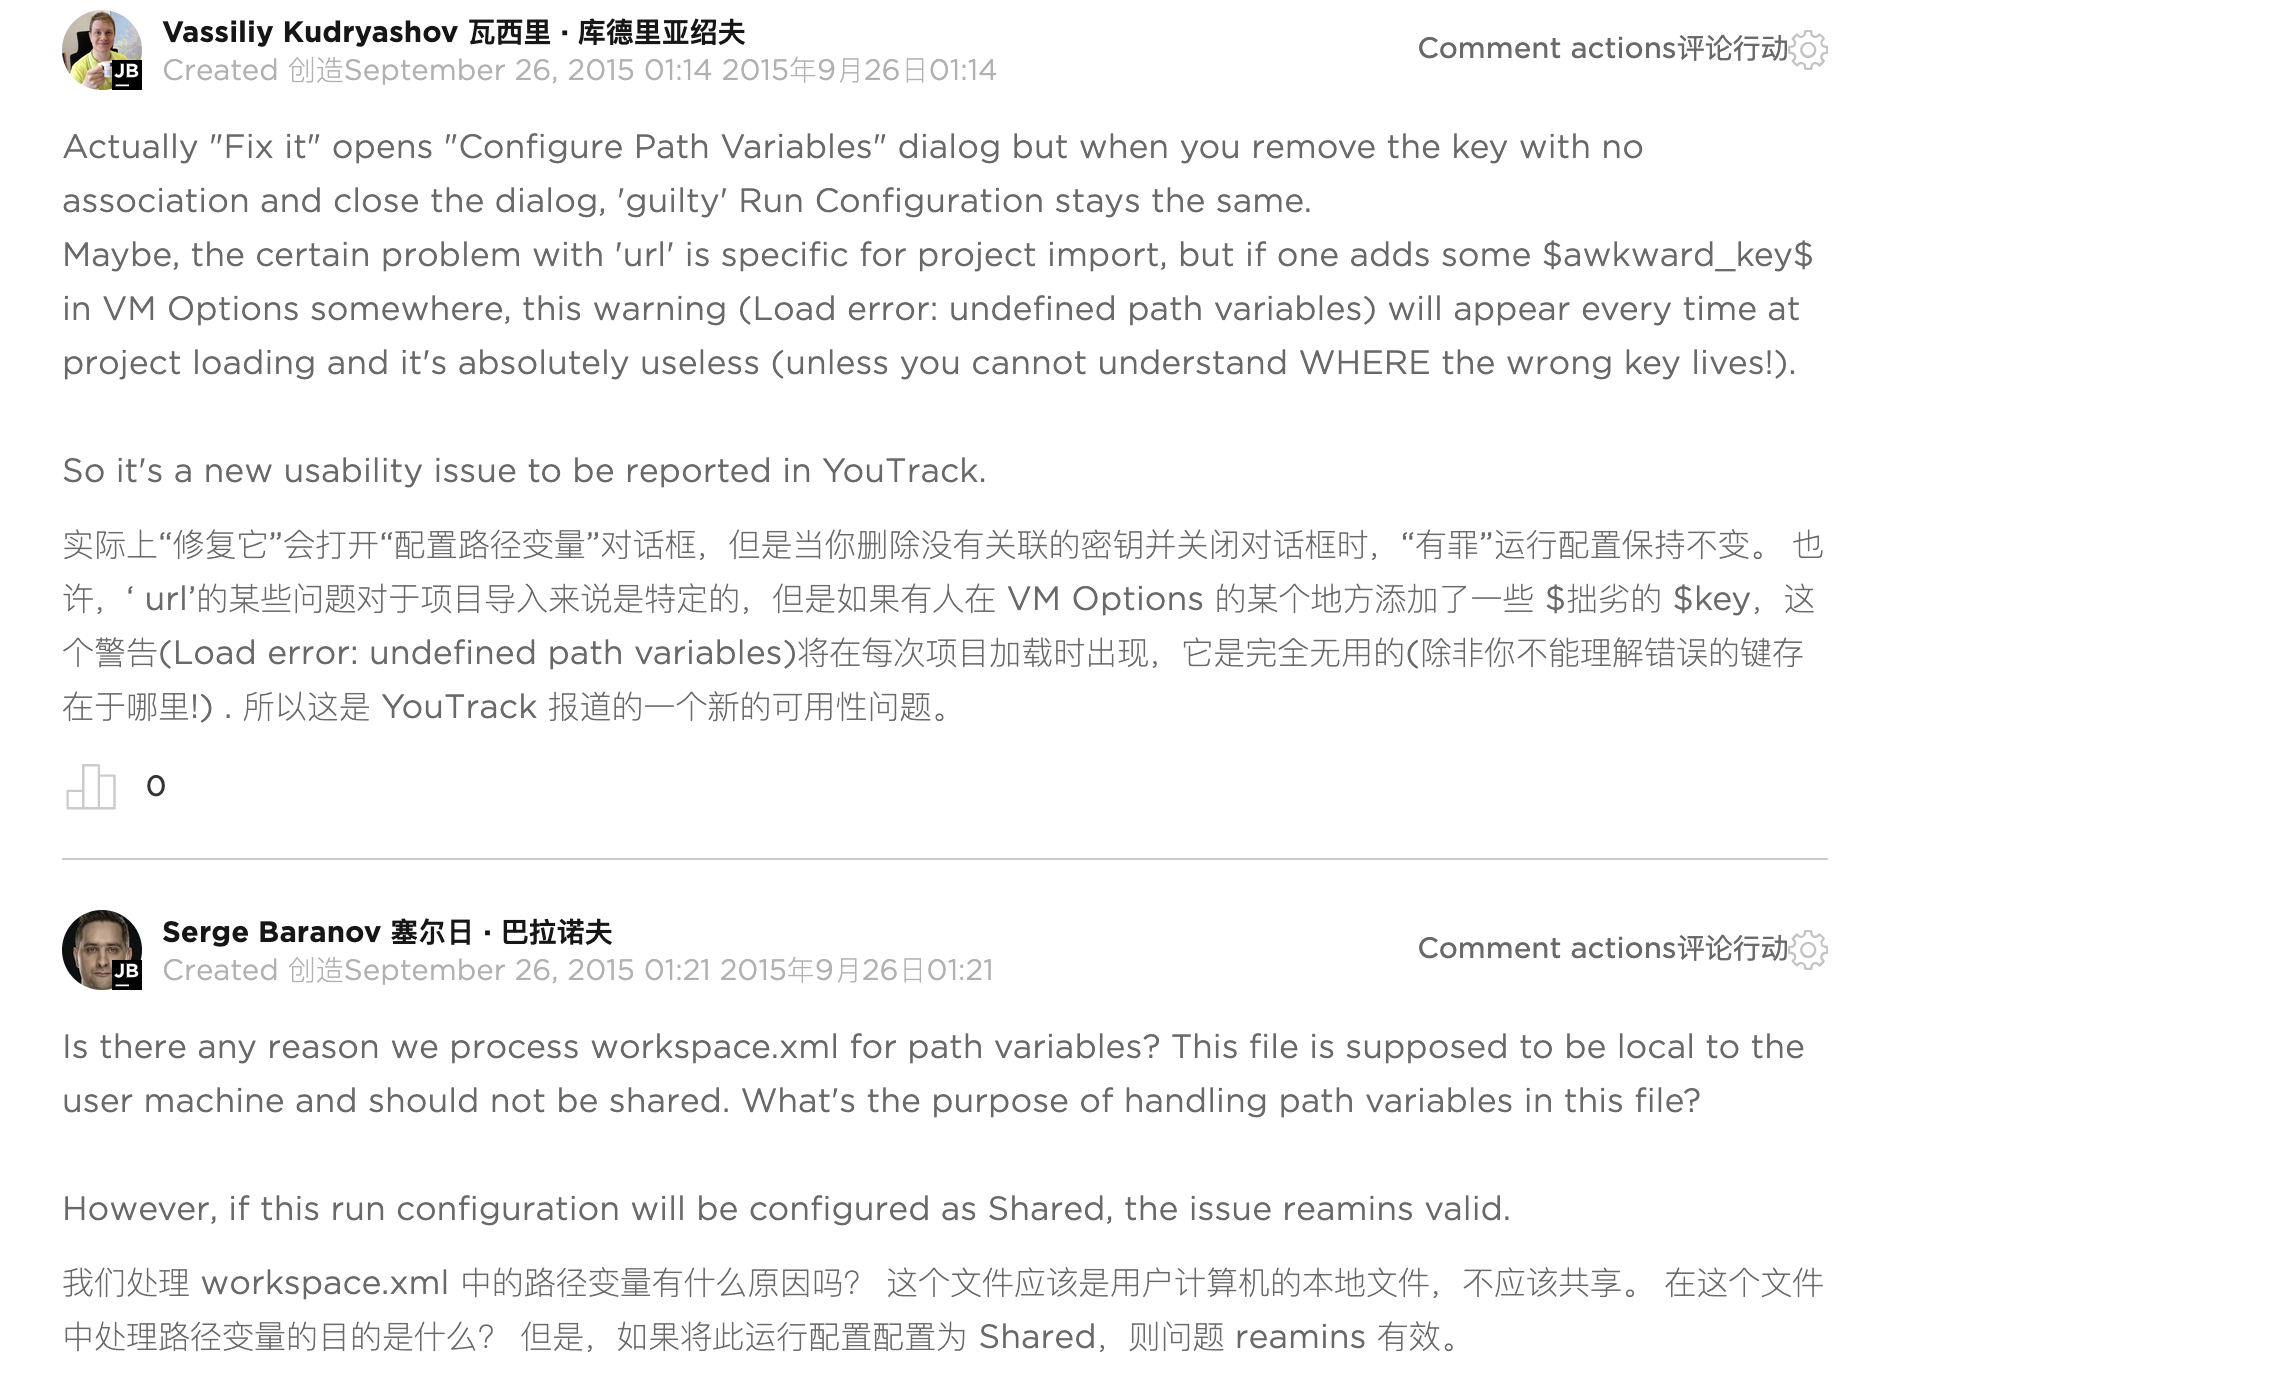 Vassiliy Kudryashov 瓦西里 · 库德里亚绍夫
Created 创造September 26, 2015 01:14 2015年9月26日01:14
Comment actions评论行动
JB
Actually "Fix it" opens "Configure Path Variables" dialog but when you remove the key with no
association and close the dialog, 'guilty' Run Configuration stays the same.
Maybe, the certain problem with 'url' is specific for project import, but if one adds some $awkward_key$
in VM Options somewhere, this warning (Load error: undefined path variables) will appear every time at
project loading and it's absolutely useless (unless you cannot understand WHERE the wrong key lives!).
So it's a new usability issue to be reported in YouTrack.
实际上“修复它”会打开“配置路径变量”对话框，但是当你删除没有关联的密钥并关闭对话框时，“有罪”运行配置保持不变。 也
许，‘ url’的某些问题对于项目导入来说是特定的，但是如果有人在 VM Options 的某个地方添加了一些 $拙劣的 $key，这
个警告(Load error: undefined path variables)将在每次项目加载时出现，它是完全无用的(除非你不能理解错误的键存
在于哪里!) . 所以这是 YouTrack 报道的一个新的可用性问题。
0
Serge Baranov 塞尔日 · 巴拉诺夫
Created 创造September 26, 2015 01:21 2015年9月26日01:21
Comment actions评论行动
JB
Is there any reason we process workspace.xml for path variables? This file is supposed to be local to the
user machine and should not be shared. What's the purpose of handling path variables in this file?
However, if this run configuration will be configured as Shared, the issue reamins valid.
我们处理 workspace.xml 中的路径变量有什么原因吗？ 这个文件应该是用户计算机的本地文件，不应该共享。 在这个文件
中处理路径变量的目的是什么？ 但是，如果将此运行配置配置为 Shared，则问题 reamins 有效。